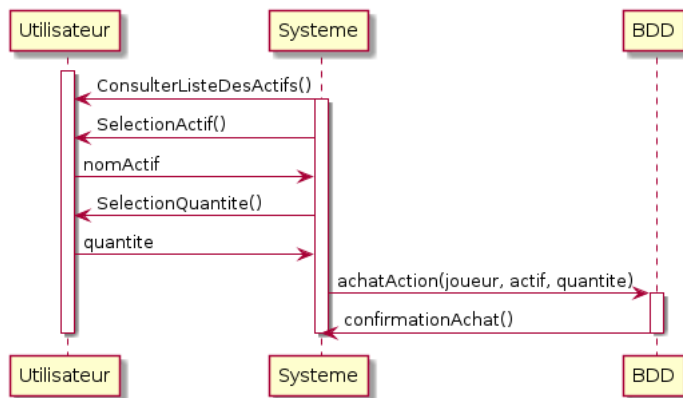 Utilisateur Systeme BDD
ConsulterListeDesActifs()
SelectionActif()
nomActif
SelectionQuantite()
quantite
achatAction(joueur, actif, quantite)
confirmationAchat()
Utilisateur Systeme BDD